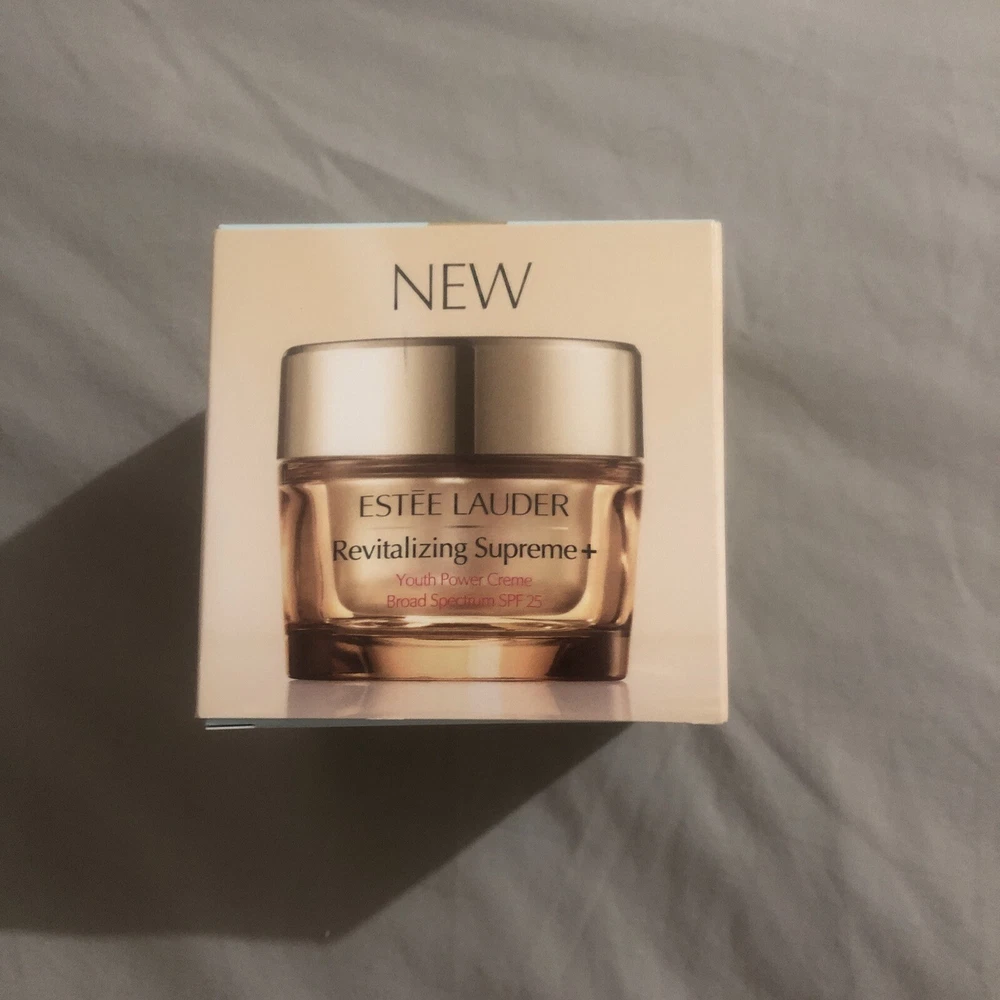 NEW
ESTĒE LAUDER
Revitalizing Supreme+
Youth Power Creme
Broad Spectrum SPF 25